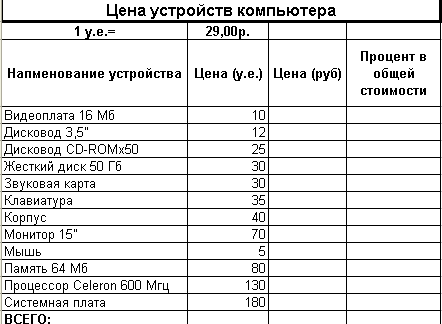 Цена устройств компьютера
1 у.е.= 29,00р.
Напменование устройства Цена (у.е.) Цена (руб) Процент в общей стоимости
Видеоплата 16 Мб 10
Дисковод 3,5" 12
Дисковод CD-ROMx50 25
Жесткий диск 50 Гб 30
Звуковая карта 30
Клавиатура 35
Корпус 40
Монитор 15" 70
Мышь 5
Память 64 Мб 80
Процессор Celeron 600 Мгц 130
Системная плата 180
ВСЕГО: